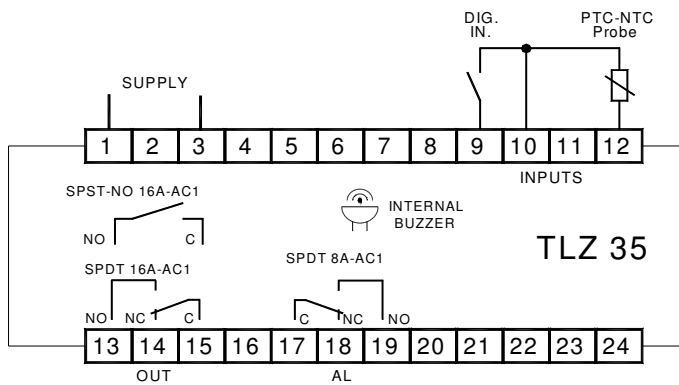 DIG.
IN.
PTC-NTC
Probe
SUPPLY
1 2 3 4 5 6 7 8 9 10 11 12
INPUTS
SPST-NO 16A-AC1
NO C
INTERNAL
BUZZER
TLZ 35
SPDT 16A-AC1
SPDT 8A-AC1
NO NC C C NC NO
13 14 15 16 17 18 19 20 21 22 23 24
OUT AL